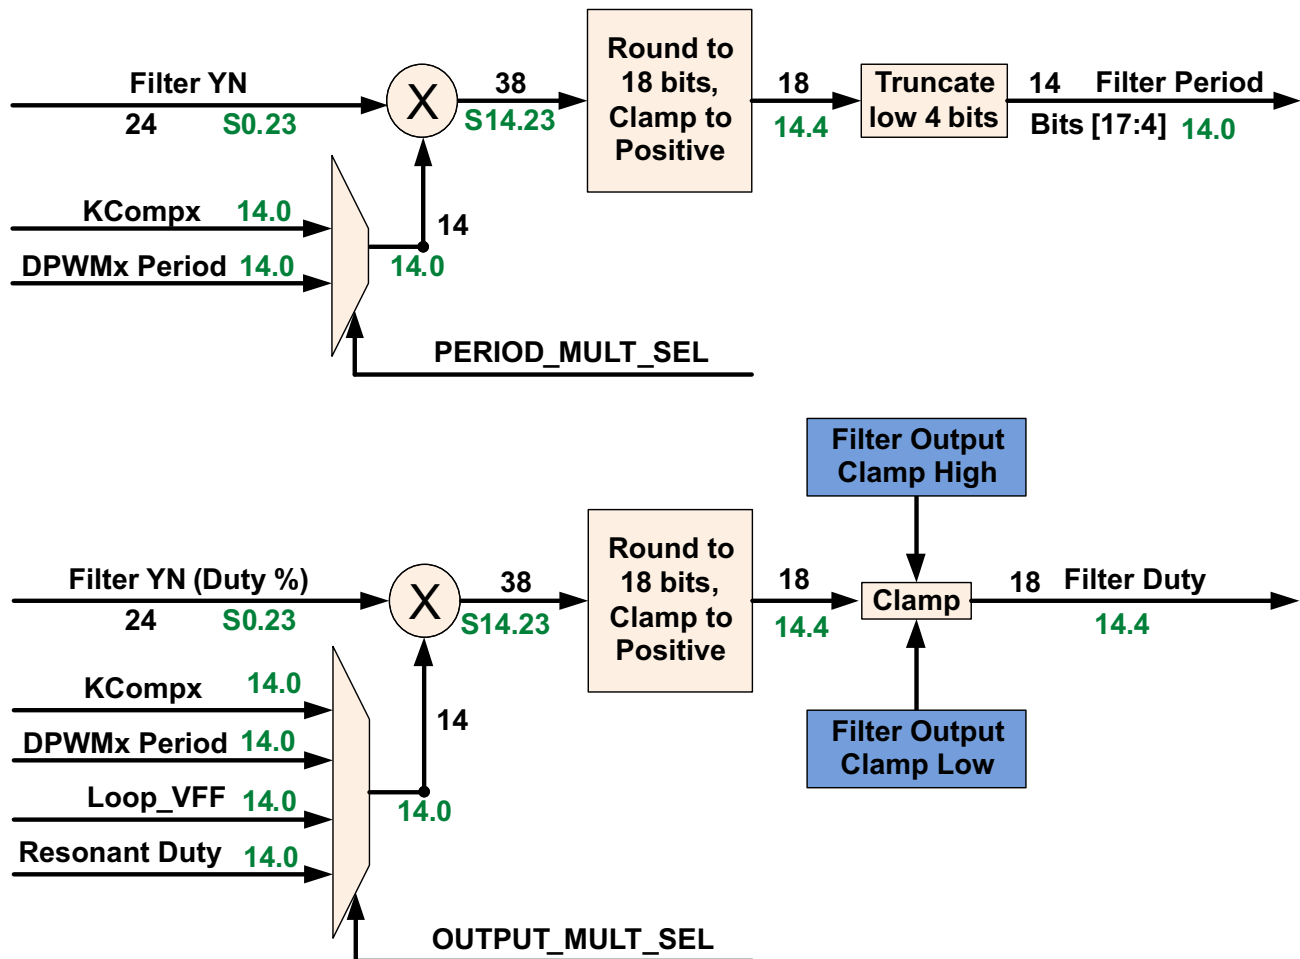 Filter YN
24 S0.23
X
38
S14.23
Round to
18 bits,
Clamp to
Positive
18
14.4
Truncate
low 4 bits
14 Filter Period
Bits [17:4] 14.0
KCompx 14.0
DPWMx Period 14.0
14
14.0
PERIOD_MULT_SEL
Filter Output
Clamp High
Filter YN (Duty %)
24 S0.23
X
38
S14.23
Round to
18 bits,
Clamp to
Positive
18
14.4
Clamp
18 Filter Duty
14.4
KCompx 14.0
DPWMx Period 14.0
Loop_VFF 14.0
Resonant Duty 14.0
14
14.0
Filter Output
Clamp Low
OUTPUT_MULT_SEL